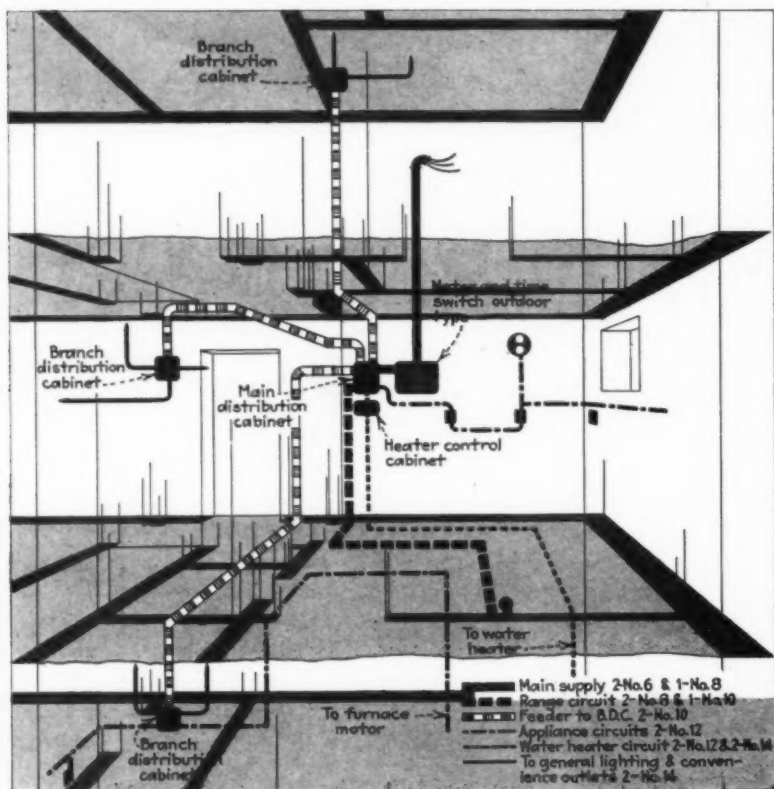 Branch
distribution
cabinet
Meter and time
switch outdoor
type
Branch
distribution
cabinet
Main
distribution
cabinet
Heater control
cabinet
To water
heater
Main supply 2-No.6 & 1-No.8
Range circuit 2-No.8 & 1-No.10
Feeder to B.D.C. 2-No.10
Appliance circuits 2-No.12
Water heater circuit 2-No.12 & 2-No.14
To general lighting & conven-
ience outlets 2-No.14
To furnace
motor
Branch
distribution
cabinet